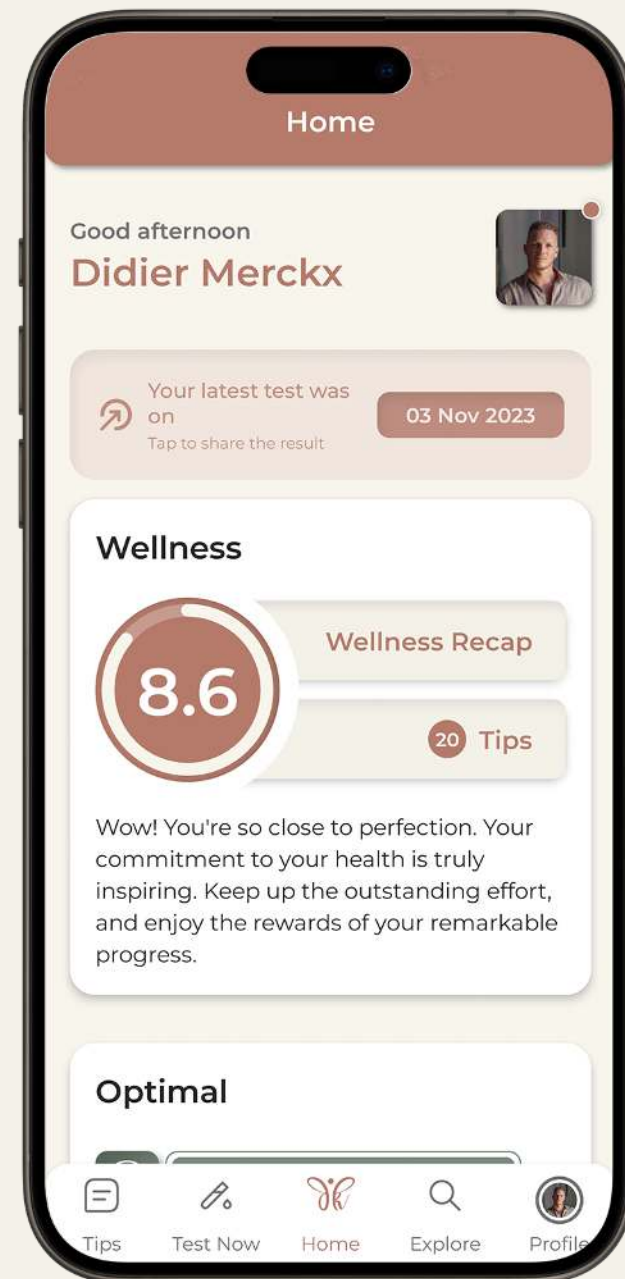 Home
Good afternoon
Didier Merckx
Your latest test was
on
Tap to share the result
03 Nov 2023
Wellness
8.6
Wellness Recap
20 Tips
Wow! You're so close to perfection. Your
commitment to your health is truly
inspiring. Keep up the outstanding effort,
and enjoy the rewards of your remarkable
progress.
Optimal
Tips
Test Now
Home
Explore
Profile